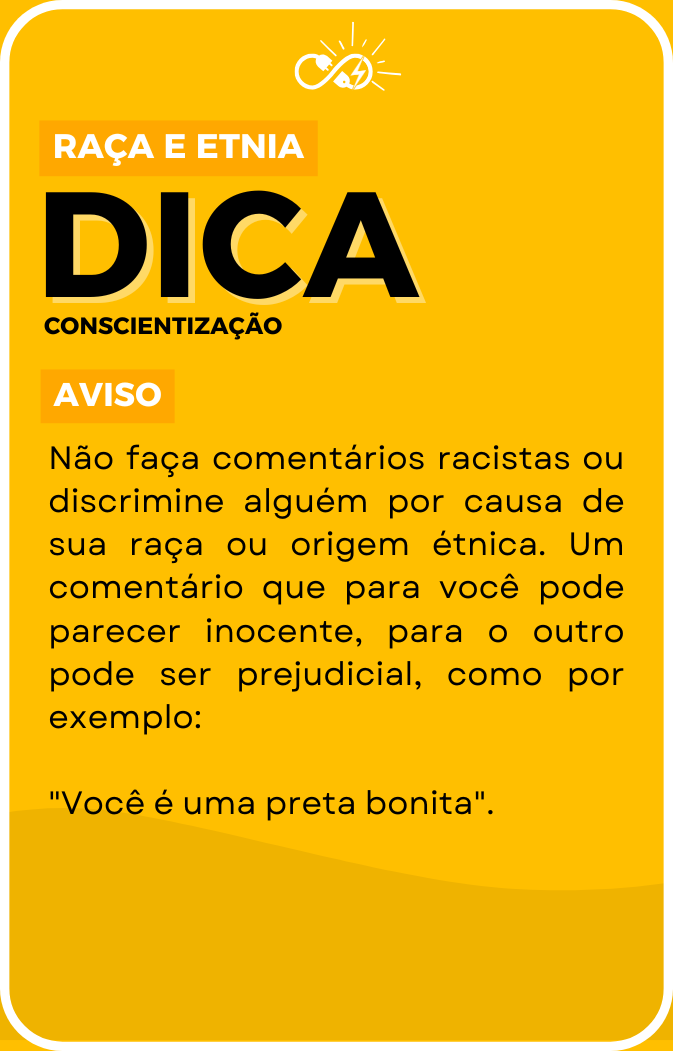 RAÇA E ETNIA
DICA
CONSCIENTIZAÇÃO
AVISO
Não faça comentários racistas ou
discrimine alguém por causa de
sua raça ou origem étnica. Um
comentário que para você pode
parecer inocente, para o outro
pode ser prejudicial, como por
exemplo:
"Você é uma preta bonita".